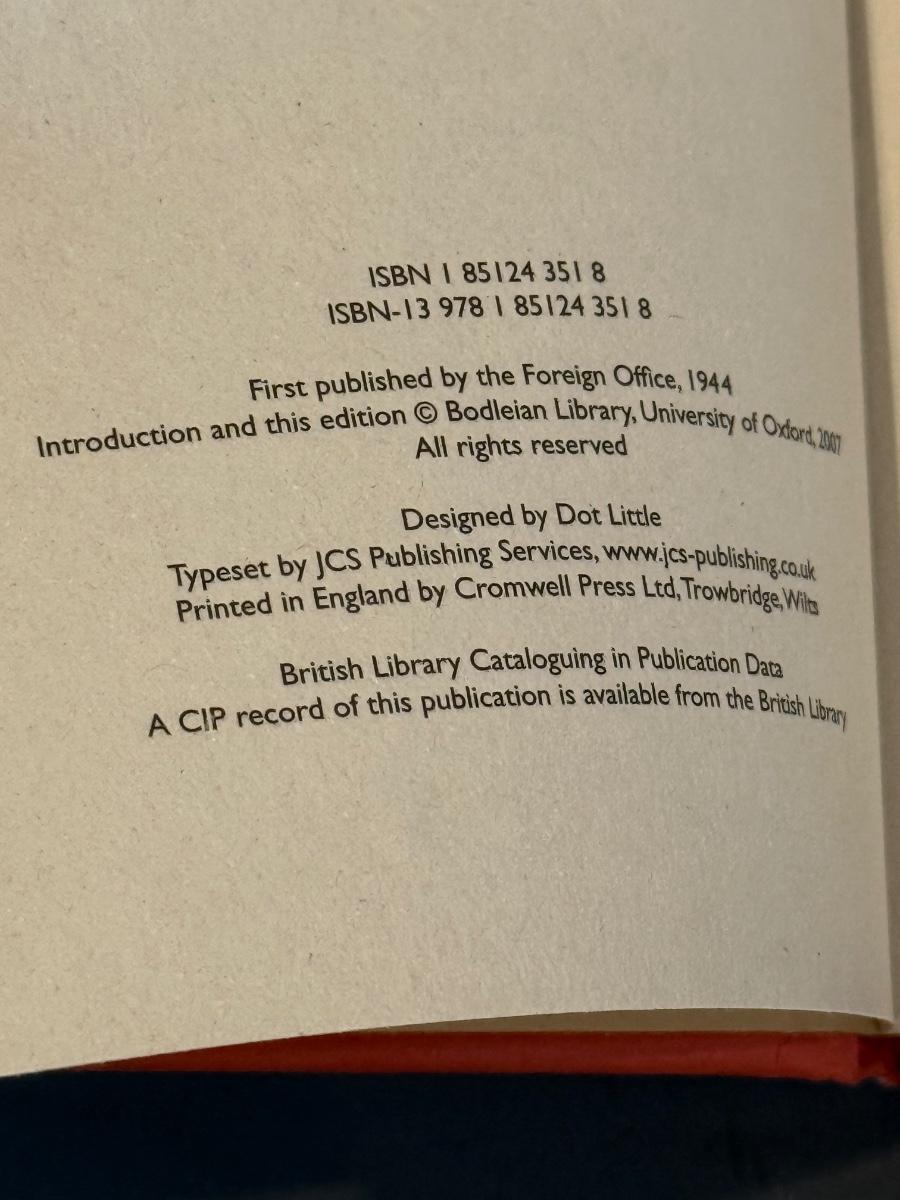 ISBN 1 85124 351 8
ISBN-13 978 1 85124 351 8
First published by the Foreign Office, 1944
Introduction and this edition © Bodleian Library, University of Oxford, 2007
All rights reserved
Designed by Dot Little
Typeset by JCS Publishing Services, www.jcs-publishing.co.uk
Printed in England by Cromwell Press Ltd, Trowbridge, Wilts
British Library Cataloguing in Publication Data
A CIP record of this publication is available from the British Library